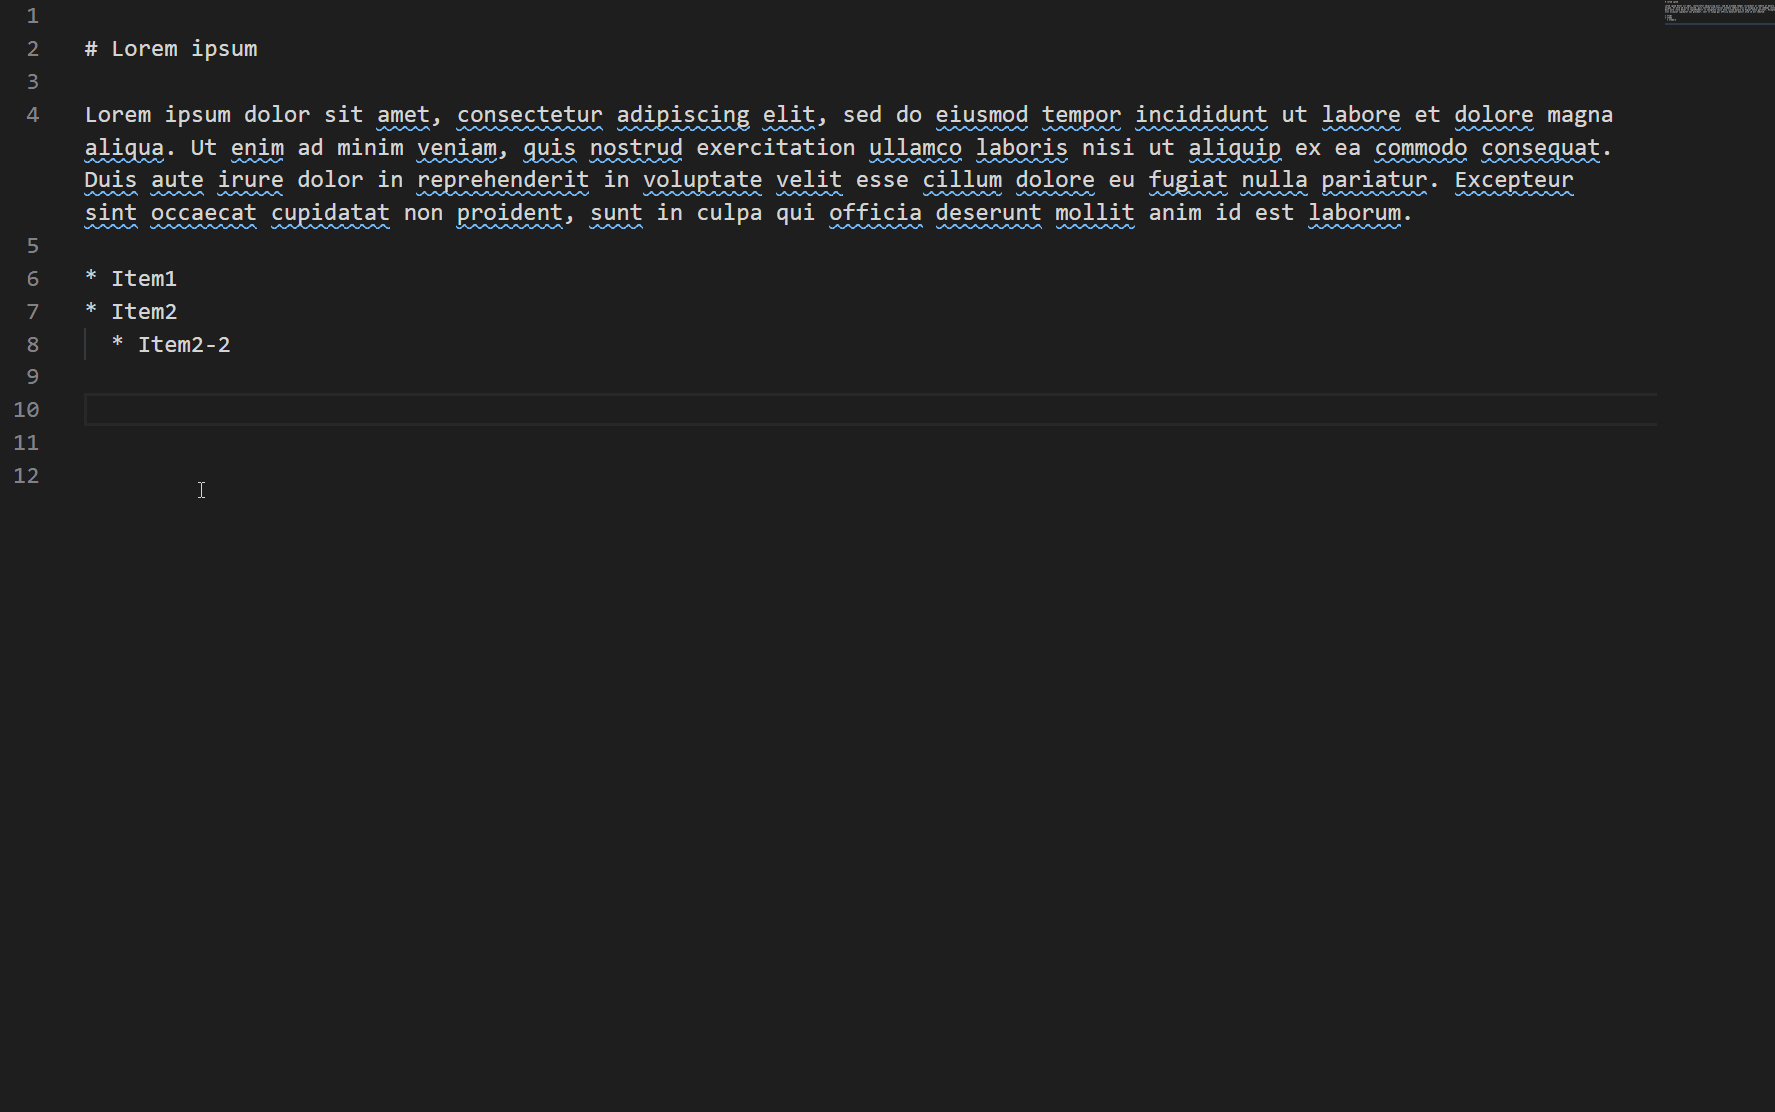 1
2 # Lorem ipsum
3
4 Lorem ipsum dolor sit amet, consectetur adipiscing elit, sed do eiusmod tempor incididunt ut labore et dolore magna
aliqua. Ut enim ad minim veniam, quis nostrud exercitation ullamco laboris nisi ut aliquip ex ea commodo consequat.
Duis aute irure dolor in reprehenderit in voluptate velit esse cillum dolore eu fugiat nulla pariatur. Excepteur
sint occaecat cupidatat non proident, sunt in culpa qui officia deserunt mollit anim id est laborum.
5
6 * Item1
7 * Item2
8   * Item2-2
9
10
11
12